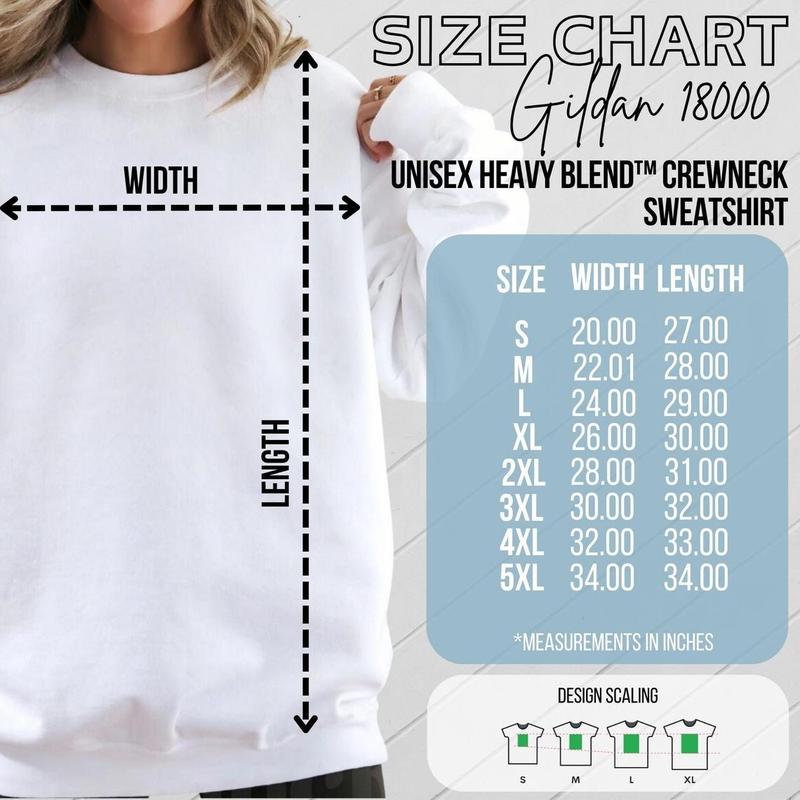 SIZE CHART
Gildan 18000
UNISEX HEAVY BLEND™ CREWNECK
SWEATSHIRT
WIDTH
LENGTH
SIZE WIDTH LENGTH
S 20.00 27.00
M 22.01 28.00
L 24.00 29.00
XL 26.00 30.00
2XL 28.00 31.00
3XL 30.00 32.00
4XL 32.00 33.00
5XL 34.00 34.00
*MEASUREMENTS IN INCHES
DESIGN SCALING
S M L XL